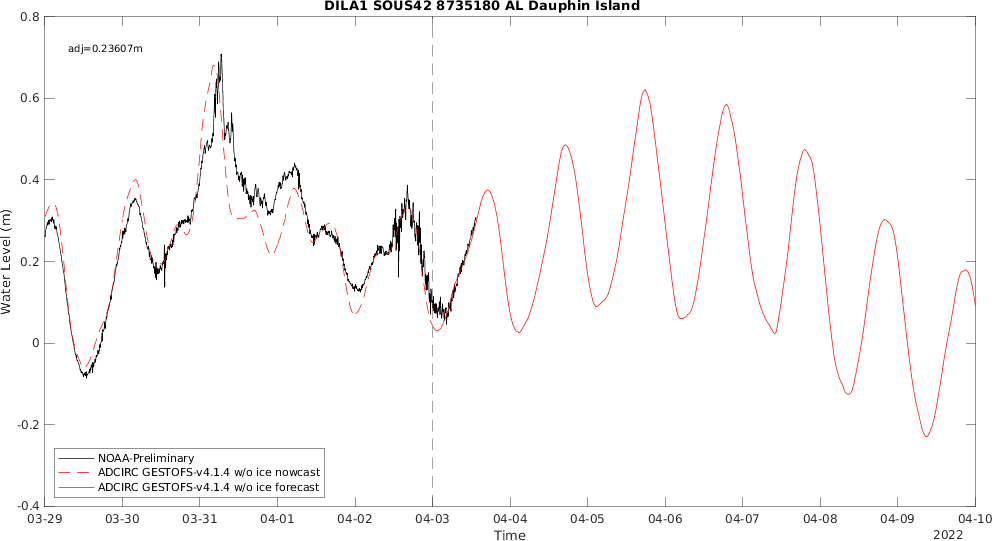 DILA1 SOUS42 8735180 AL Dauphin Island
adj=0.23607m
0.8
0.6
0.4
0.2
0
-0.2
-0.4
Water Level (m)
NOAA-Preliminary
ADCIRC GESTOFS-v4.1.4 w/o ice nowcast
ADCIRC GESTOFS-v4.1.4 w/o ice forecast
03-29 03-30 03-31 04-01 04-02 04-03 04-04 04-05 04-06 04-07 04-08 04-09 04-10
Time
2022